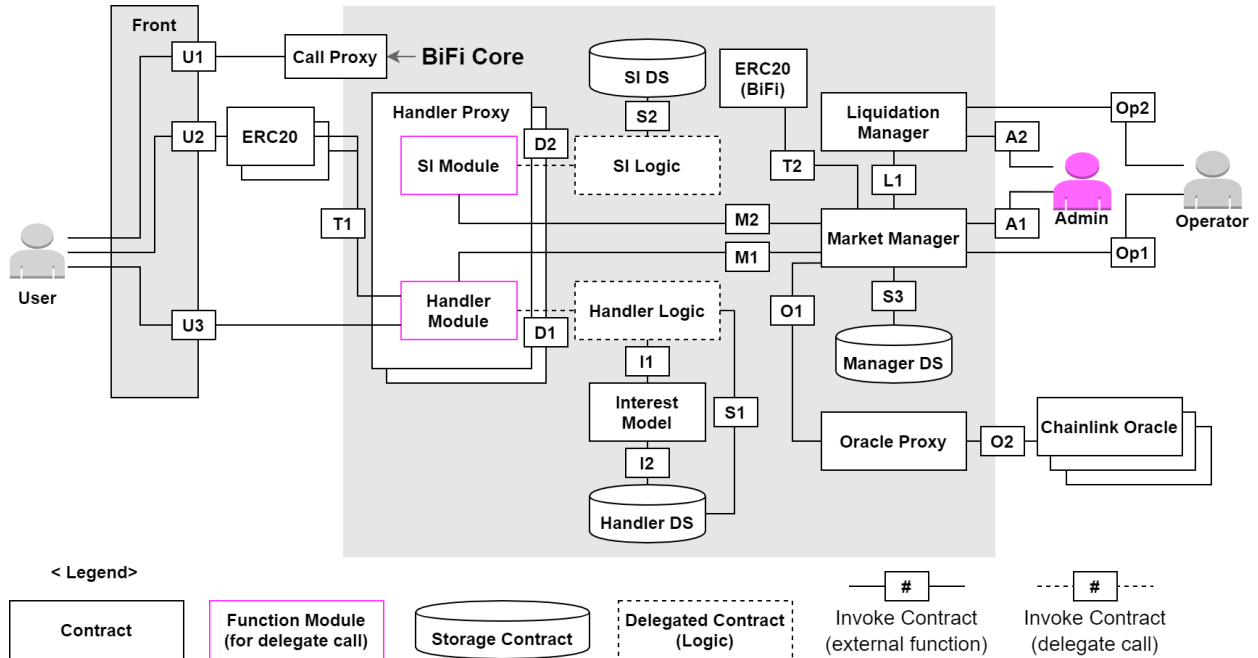 Front
U1
Call Proxy
BiFi Core
U2
ERC20
Handler Proxy
SI Module
D2
SI DS
S2
SI Logic
ERC20
(BiFi)
T2
Liquidation
Manager
Op2
A2
L1
T1
M2
Market Manager
A1
Admin
Operator
M1
Op1
User
U3
Handler
Module
D1
Handler Logic
O1
S3
Manager DS
I1
Interest
Model
S1
I2
Handler DS
Oracle Proxy
O2
Chainlink Oracle
< Legend>
Contract
Function Module
(for delegate call)
Storage Contract
Delegated Contract
(Logic)
#
Invoke Contract
(external function)
#
Invoke Contract
(delegate call)